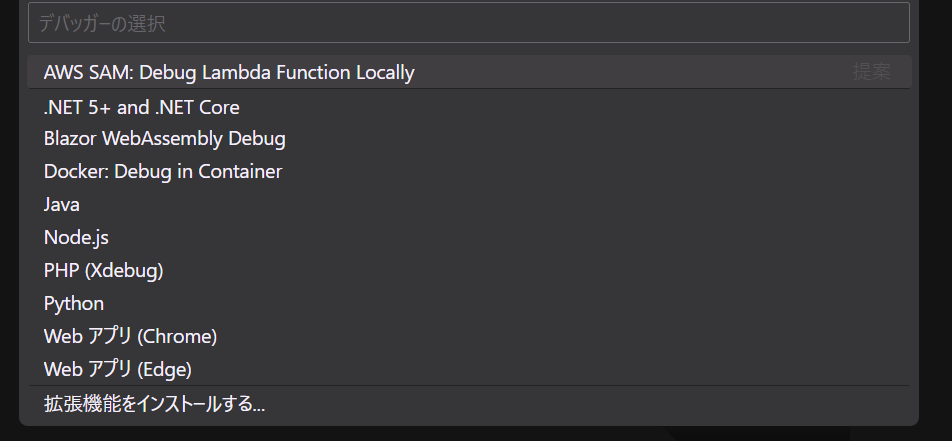 デバッガーの選択
AWS SAM: Debug Lambda Function Locally 提案
.NET 5+ and .NET Core
Blazor WebAssembly Debug
Docker: Debug in Container
Java
Node.js
PHP (Xdebug)
Python
Web アプリ (Chrome)
Web アプリ (Edge)
拡張機能をインストールする...